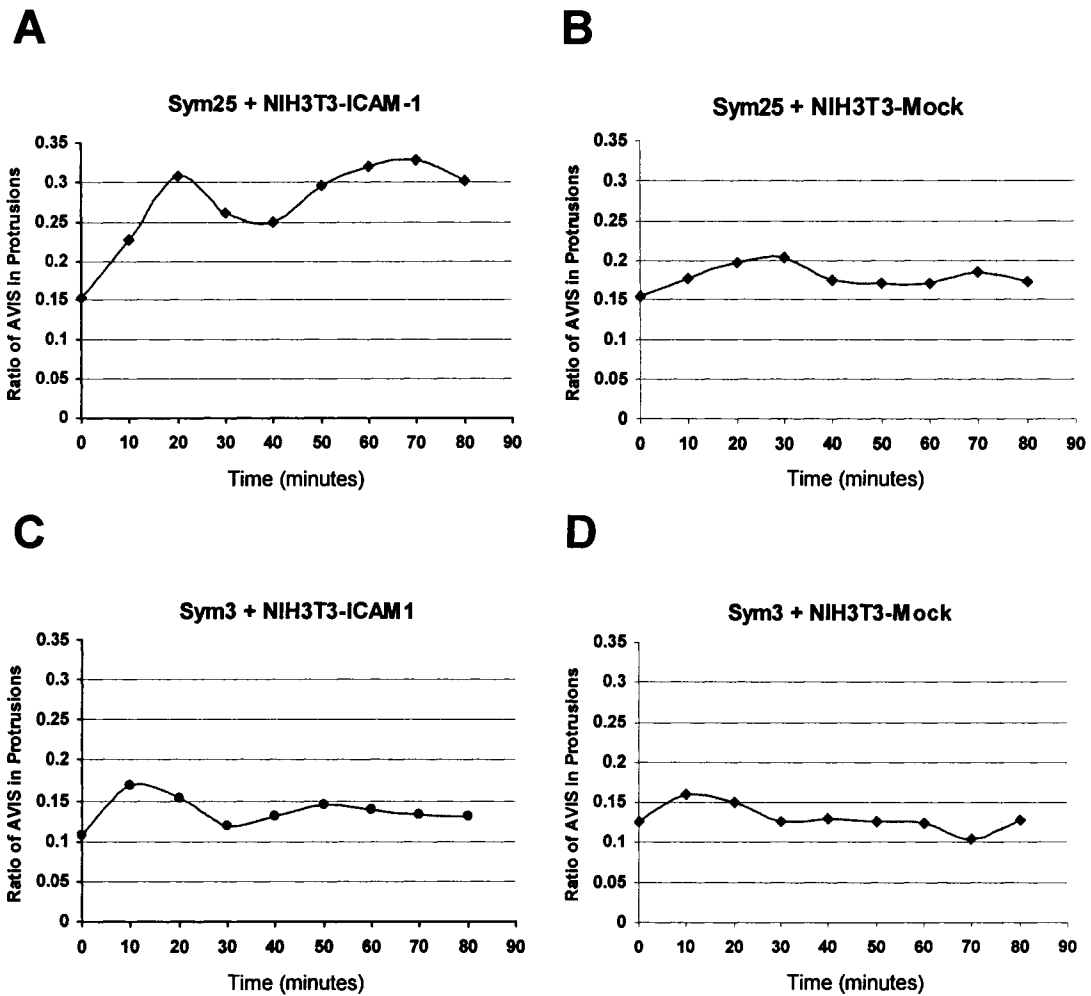 A
Sym25 + NIH3T3-ICAM-1
Ratio of AVIS in Protrusions
0.35
0.3
0.25
0.2
0.15
0.1
0.05
0
0 10 20 30 40 50 60 70 80 90
Time (minutes)
B
Sym25 + NIH3T3-Mock
Ratio of AVIS in Protrusions
0.35
0.3
0.25
0.2
0.15
0.1
0.05
0
0 10 20 30 40 50 60 70 80 90
Time (minutes)
C
Sym3 + NIH3T3-ICAM1
Ratio of AVIS in Protrusions
0.35
0.3
0.25
0.2
0.15
0.1
0.05
0
0 10 20 30 40 50 60 70 80 90
Time (minutes)
D
Sym3 + NIH3T3-Mock
Ratio of AVIS in Protrusions
0.35
0.3
0.25
0.2
0.15
0.1
0.05
0
0 10 20 30 40 50 60 70 80 90
Time (minutes)